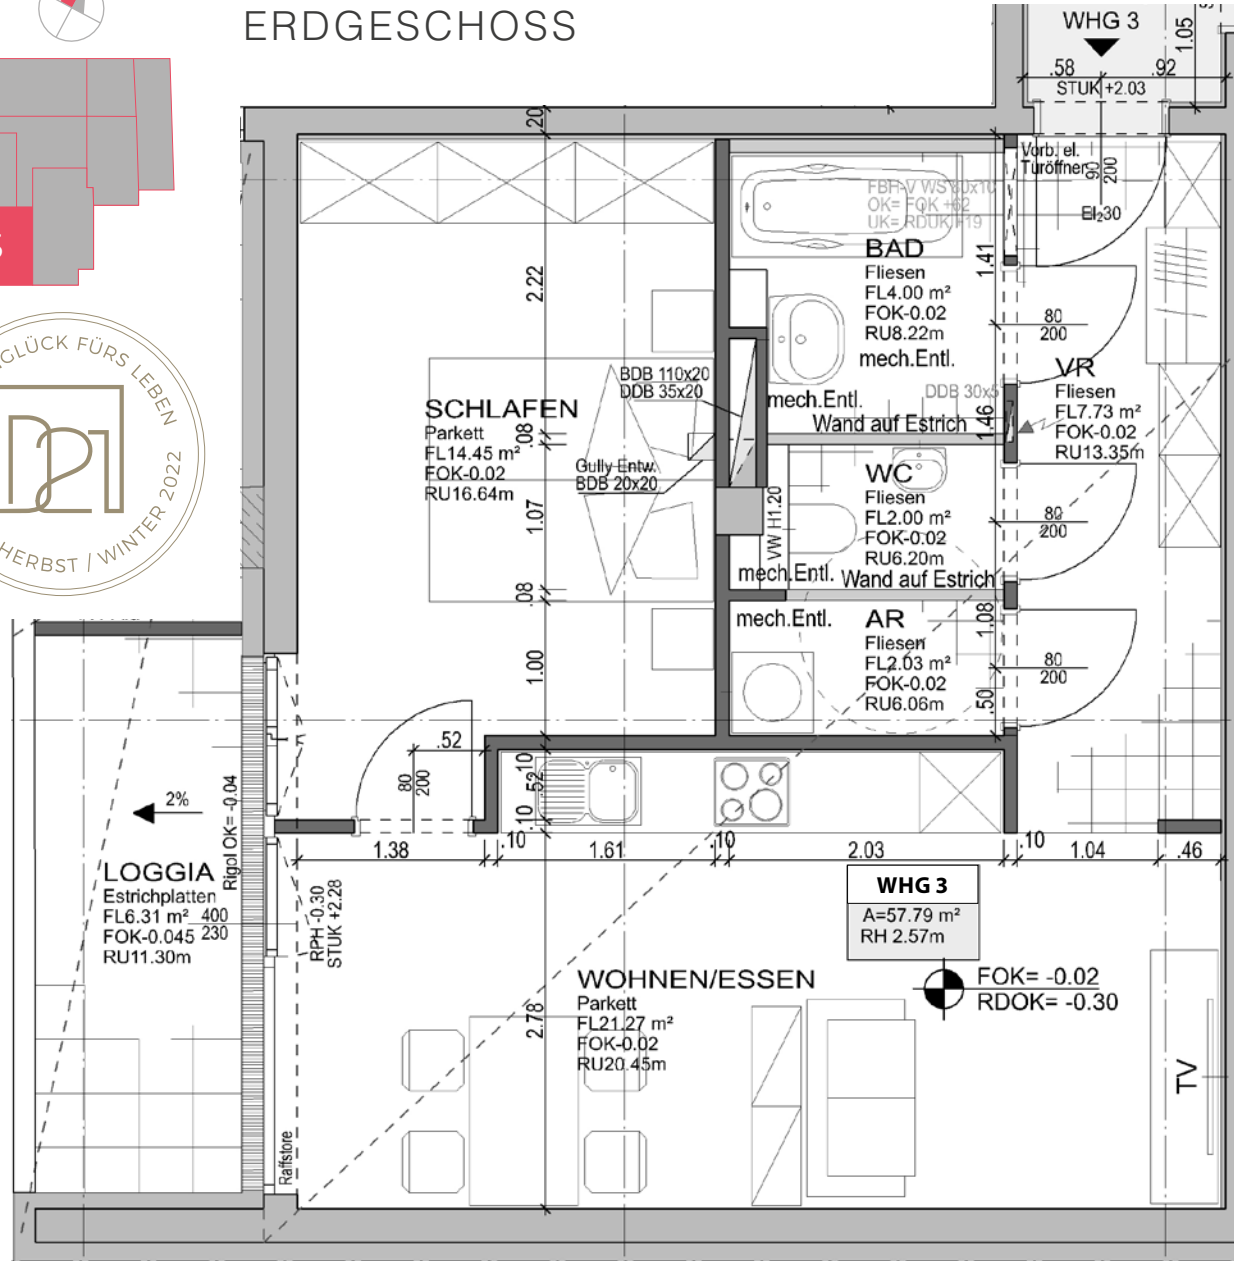 ERDGESCHOSS
WHG 3
1.05
.58
.92
STUK +2.03
.20
Vorb. el.
Türöffner
90
200
EI₂30
FBH-V WS 80x10
OK= FOK +62
UK= RDUK +19
BAD
Fliesen
FL4.00 m²
FOK-0.02
RU8.22m
mech.Entl.
1.41
2.22
80
200
VR
Fliesen
FL7.73 m²
FOK-0.02
RU13.35m
DDB 30x5
1.46
BDB 110x20
DDB 35x20
mech.Entl.
Wand auf Estrich
SCHLAFEN
Parkett
FL14.45 m²
FOK-0.02
RU16.64m
.08
Gully Entw.
BDB 20x20
1.07
VW H1.20
WC
Fliesen
FL2.00 m²
FOK-0.02
RU6.20m
80
200
mech.Entl.
Wand auf Estrich
.08
mech.Entl.
AR
Fliesen
FL2.03 m²
FOK-0.02
RU6.06m
1.08
.50
80
200
1.00
GLÜCK FÜRS LEBEN
HERBST / WINTER 2022
D21
.52
80
200
.10
.52
.10
2%
Rigol OK= -0.04
LOGGIA
Estrichplatten
FL6.31 m²
FOK-0.045
RU11.30m
400
230
1.38
.10
1.61
.10
2.03
.10
1.04
.46
RPH -0.30
STUK +2.28
WHG 3
A=57.79 m²
RH 2.57m
WOHNEN/ESSEN
Parkett
FL21.27 m²
FOK-0.02
RU20.45m
FOK= -0.02
RDOK= -0.30
2.78
TV
Raffstore